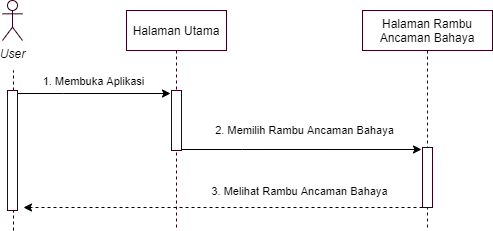 User
Halaman Utama
Halaman Rambu
Ancaman Bahaya
1. Membuka Aplikasi
2. Memilih Rambu Ancaman Bahaya
3. Melihat Rambu Ancaman Bahaya